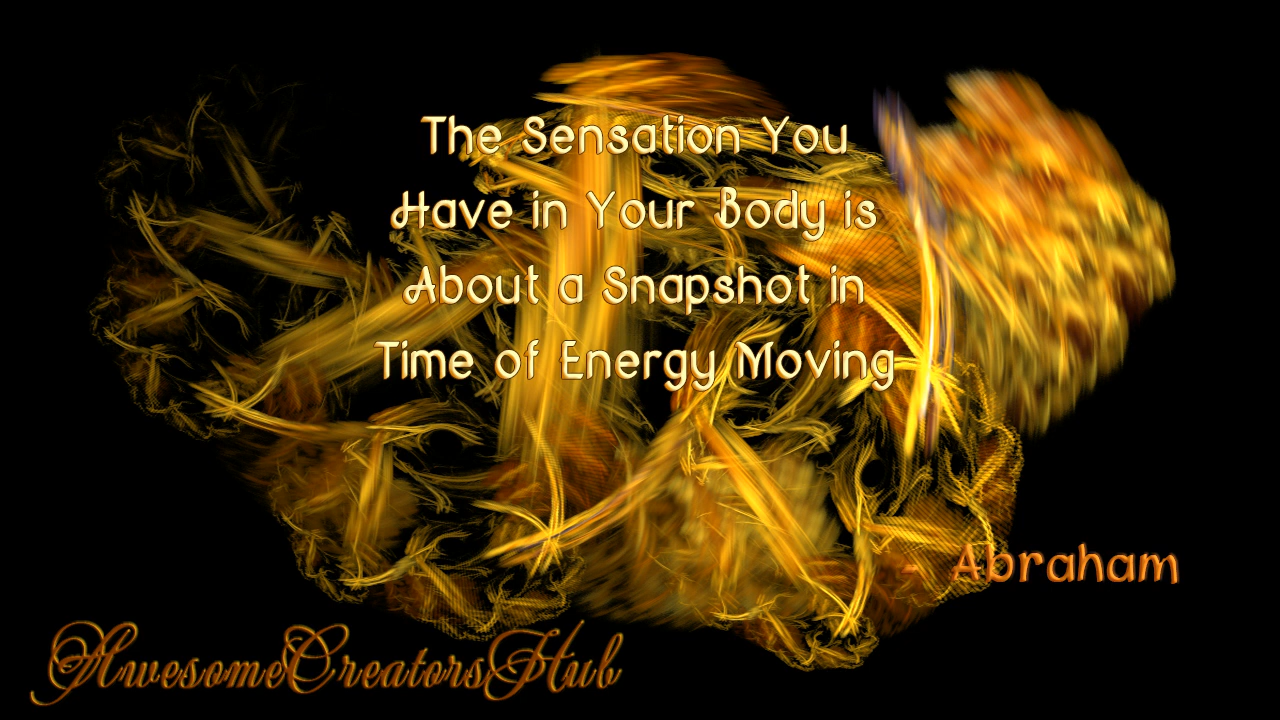 The Sensation You
Have in Your Body is
About a Snapshot in
Time of Energy Moving
- Abraham
AwesomeCreatorsHub